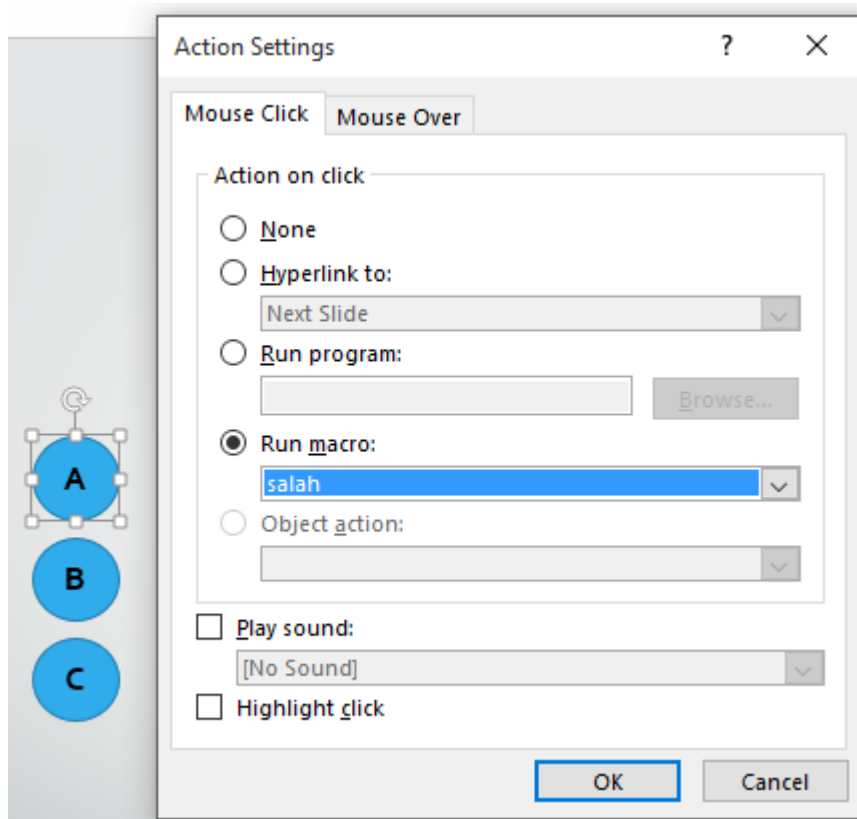 Action Settings
? X
Mouse Click Mouse Over
Action on click
None
Hyperlink to:
Next Slide
Run program:
Browse...
Run macro:
salah
Object action:
Play sound:
[No Sound]
Highlight click
OK Cancel
A
B
C